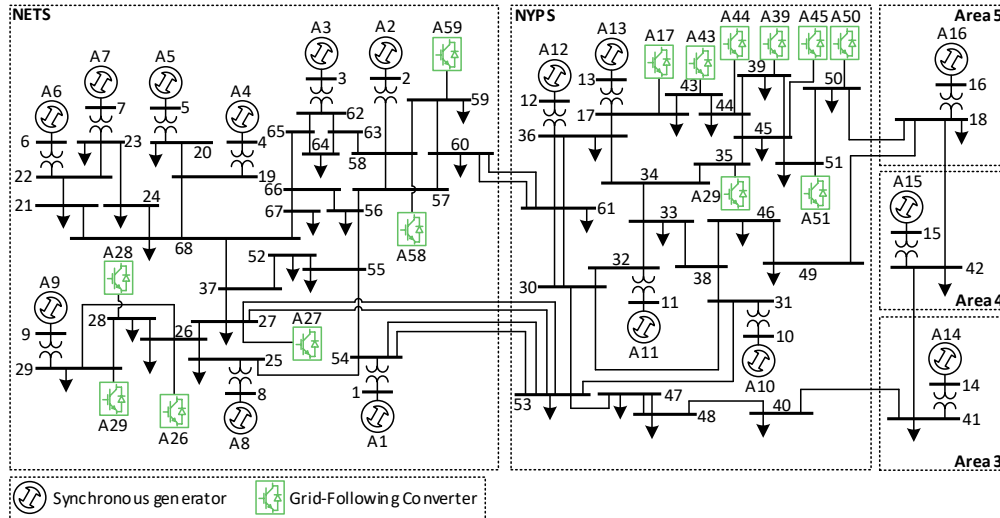 NETS
NYPS
Area 5
A3
A2
A59
A7
A5
A6
A4
3
2
59
7
5
6
4
62
65
63
64
58
60
23
20
22
19
66
56
57
67
21
24
68
A58
A28
52
55
37
A9
9
28
26
27
A27
25
54
29
A29
A26
8
A8
1
A1
A44
A39
A45
A50
A13
A17
A43
A12
A16
13
39
50
16
12
43
44
17
18
36
45
35
51
34
A29
A51
61
33
46
A15
15
32
38
49
42
30
11
31
Area 4
A11
10
A10
A14
14
53
47
48
40
41
Area 3
Synchronous generator
Grid-Following Converter